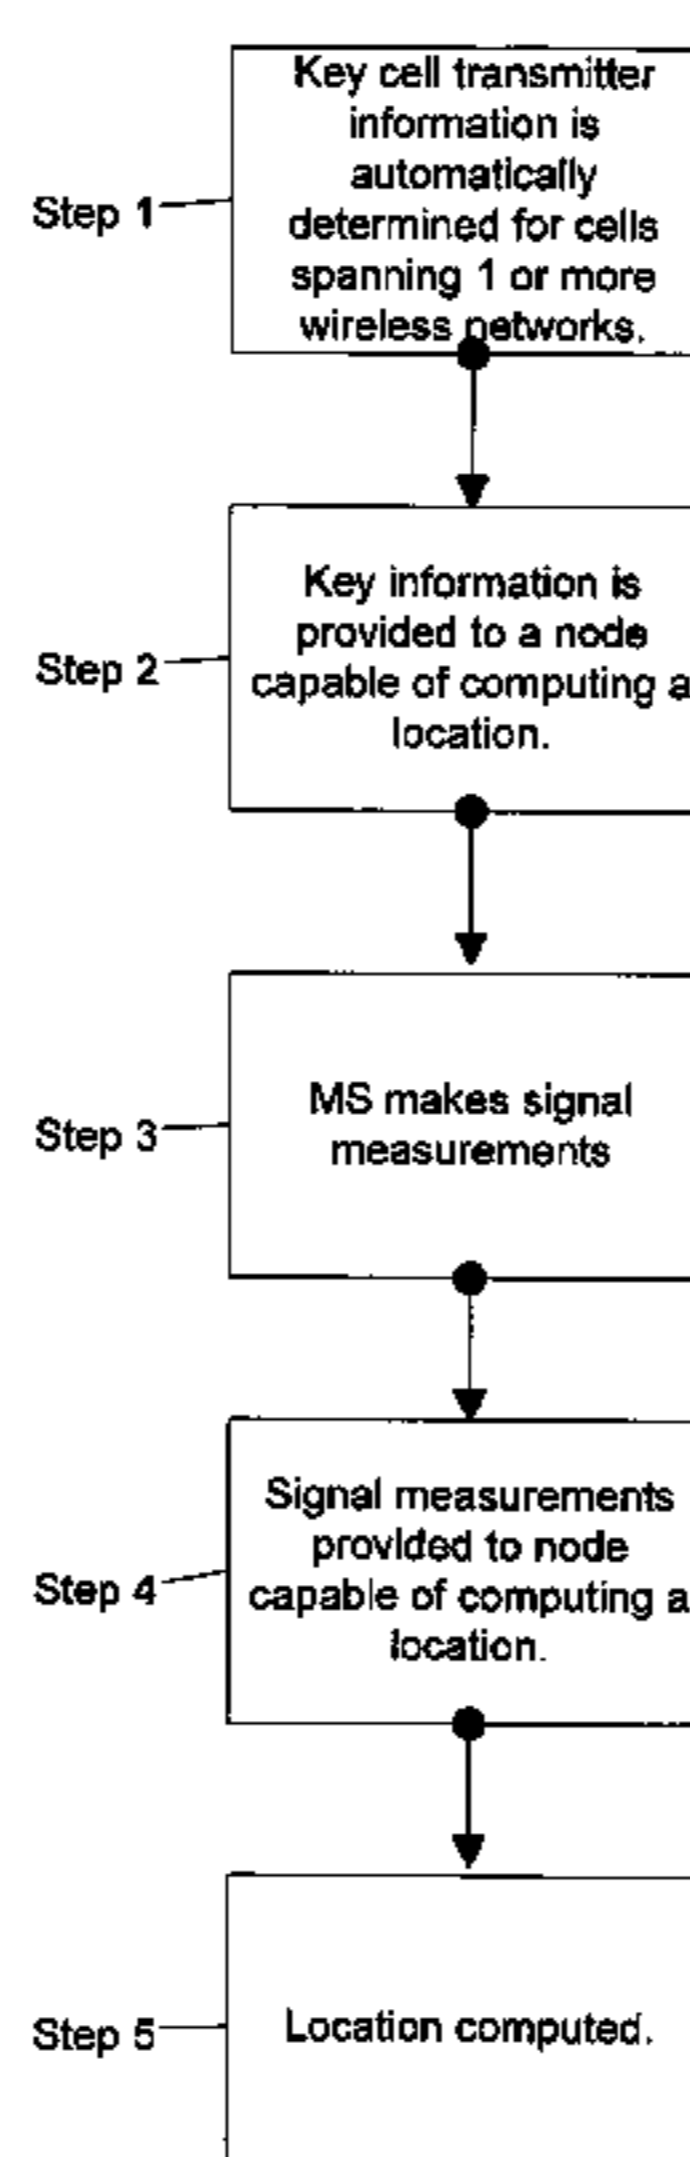 Key cell transmitter
information is
automatically
determined for cells
spanning 1 or more
wireless networks.
Step 1
Key information is
provided to a node
capable of computing a
location.
Step 2
MS makes signal
measurements
Step 3
Signal measurements
provided to node
capable of computing a
location.
Step 4
Location computed.
Step 5